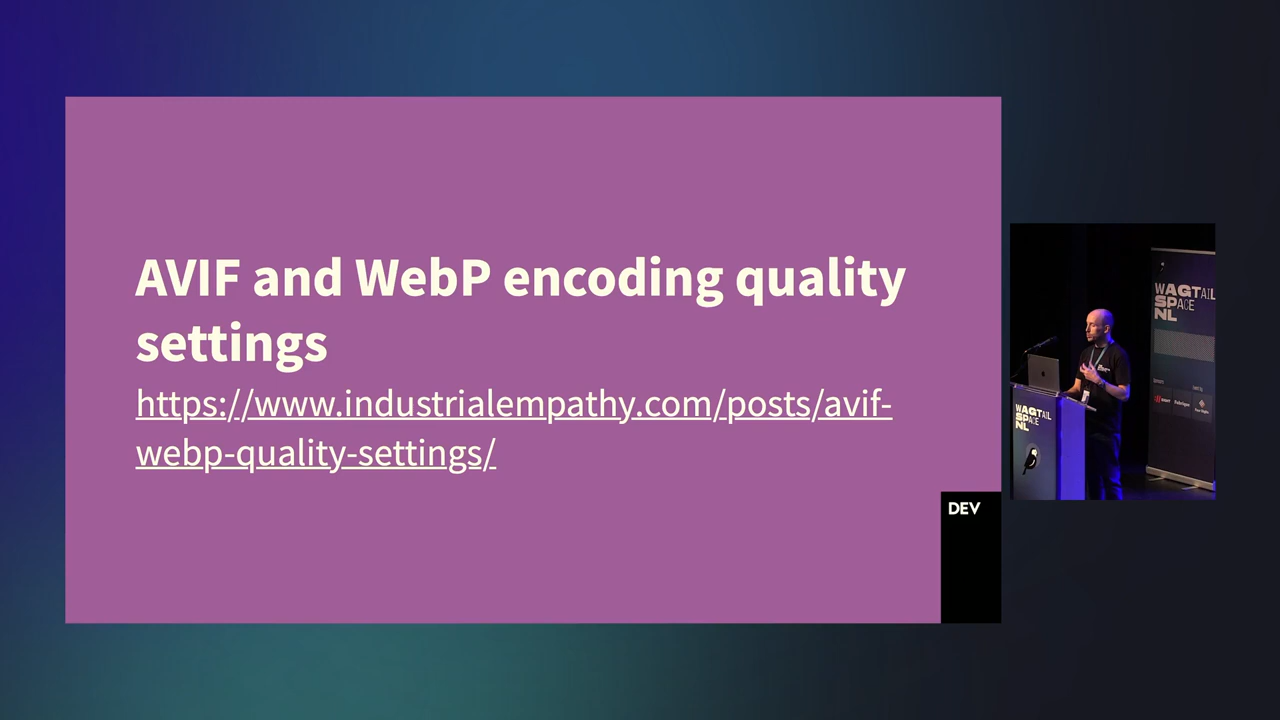 AVIF and WebP encoding quality
settings
https://www.industrialempathy.com/posts/avif-
webp-quality-settings/
DEV
WAGTAIL
SPACE
NL
WAGTAIL
SPACE
NL